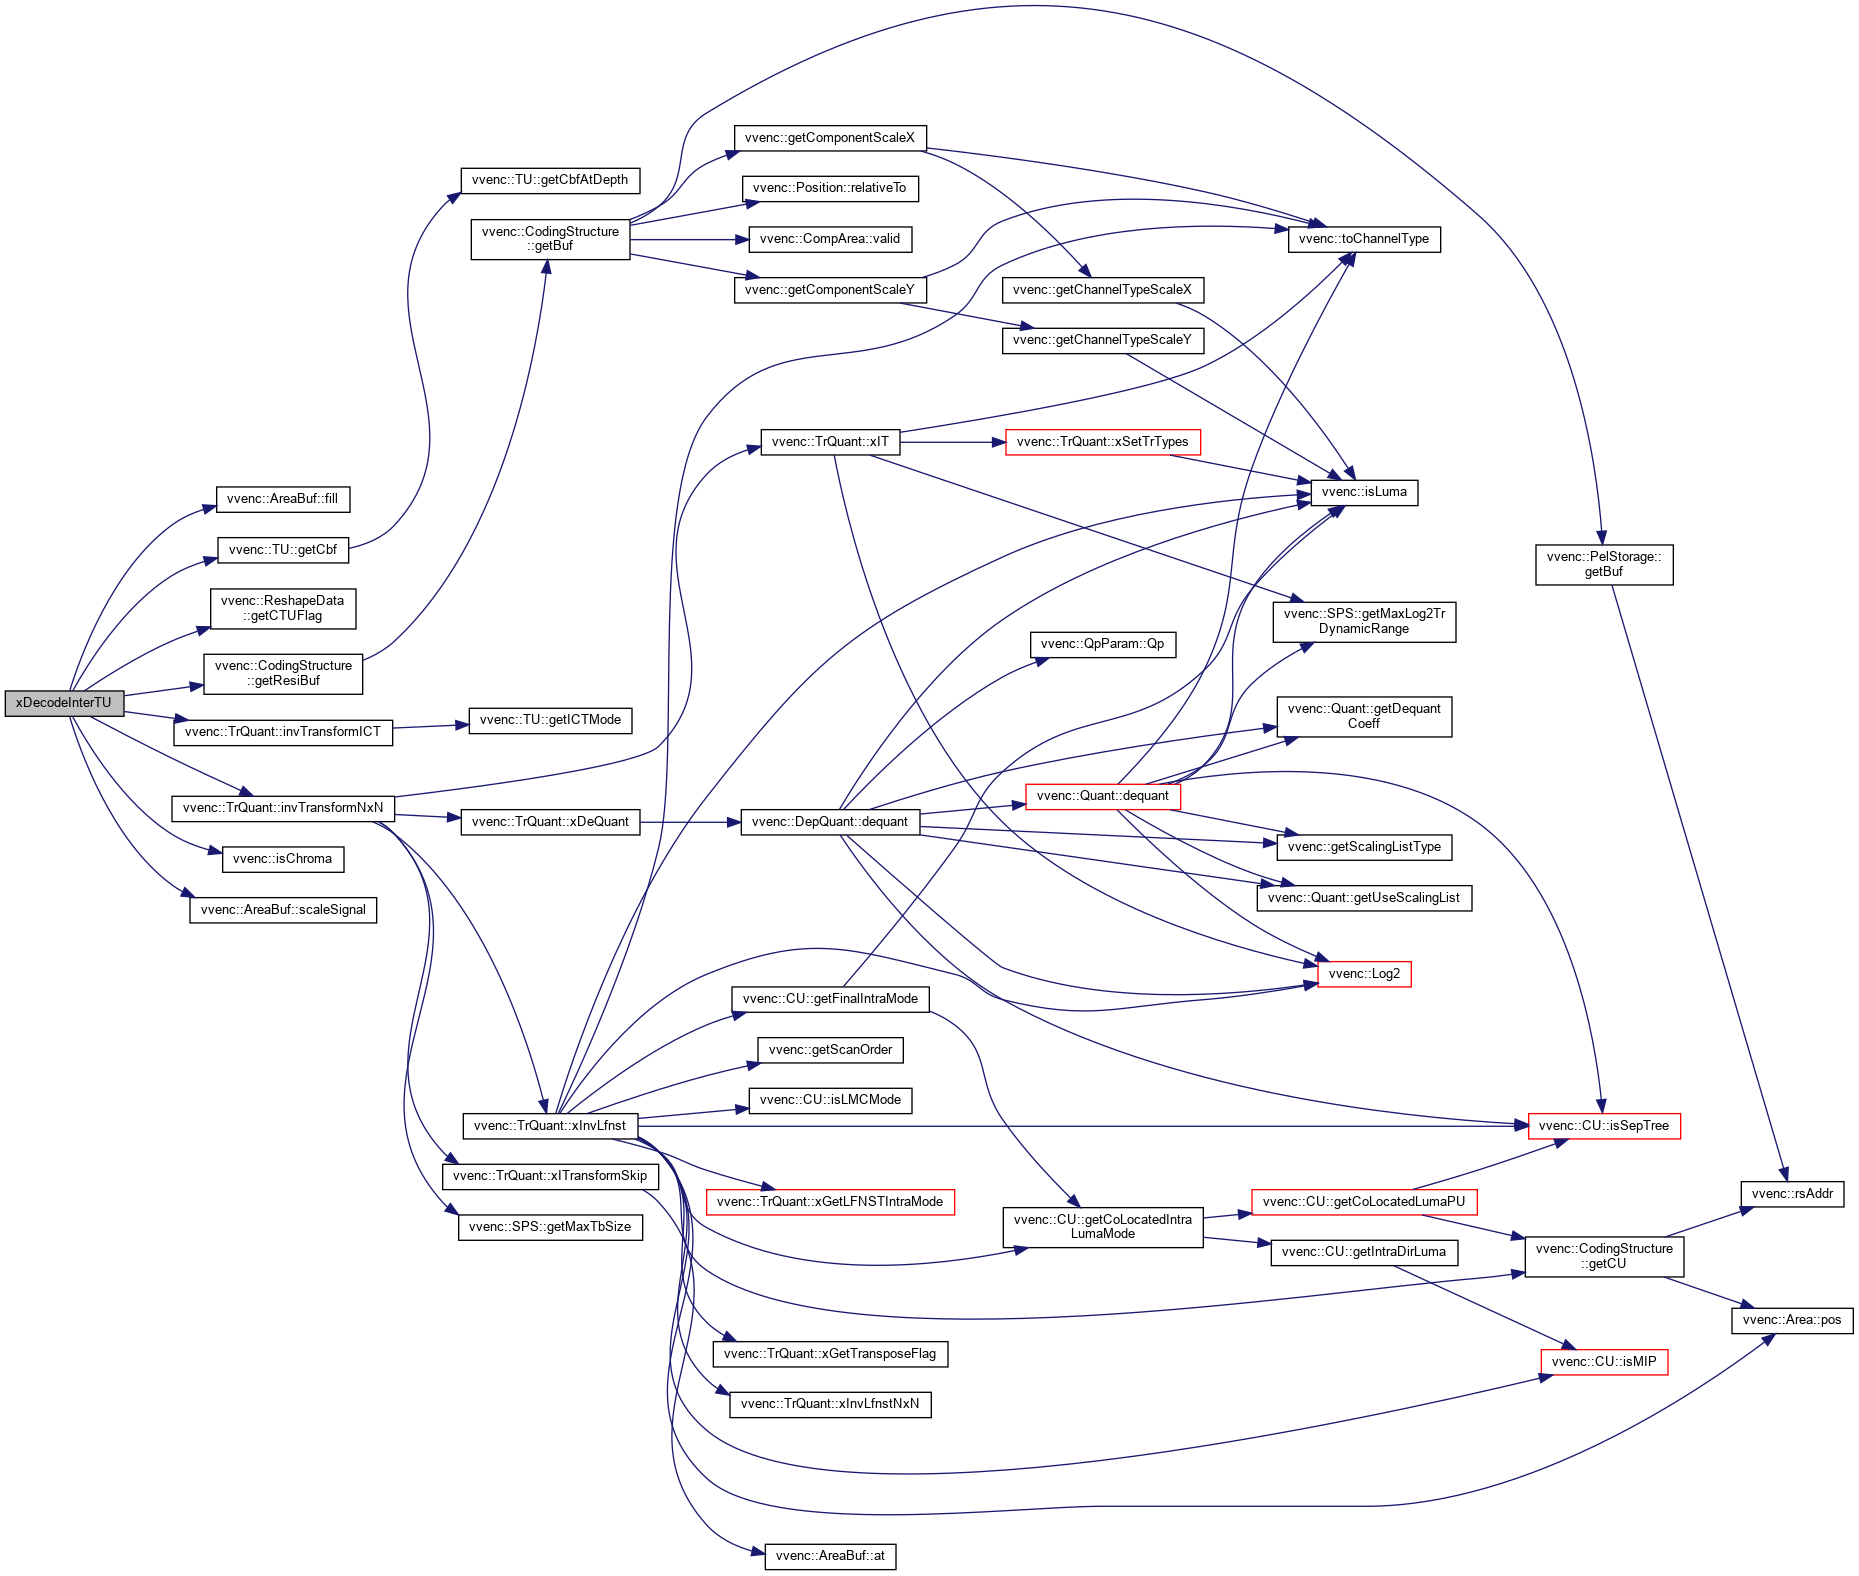 xDecodeInterTU
vvenc::AreaBuf::fill
vvenc::TU::getCbf
vvenc::ReshapeData
::getCTUFlag
vvenc::CodingStructure
::getResiBuf
vvenc::TrQuant::invTransformICT
vvenc::TrQuant::invTransformNxN
vvenc::isChroma
vvenc::AreaBuf::scaleSignal
vvenc::TU::getCbfAtDepth
vvenc::CodingStructure
::getBuf
vvenc::TU::getICTMode
vvenc::TrQuant::xDeQuant
vvenc::TrQuant::xInvLfnst
vvenc::TrQuant::xITransformSkip
vvenc::SPS::getMaxTbSize
vvenc::getComponentScaleX
vvenc::Position::relativeTo
vvenc::CompArea::valid
vvenc::getComponentScaleY
vvenc::TrQuant::xIT
vvenc::DepQuant::dequant
vvenc::CU::getFinalIntraMode
vvenc::getScanOrder
vvenc::CU::isLMCMode
vvenc::TrQuant::xGetLFNSTIntraMode
vvenc::TrQuant::xGetTransposeFlag
vvenc::TrQuant::xInvLfnstNxN
vvenc::AreaBuf::at
vvenc::getChannelTypeScaleX
vvenc::getChannelTypeScaleY
vvenc::TrQuant::xSetTrTypes
vvenc::QpParam::Qp
vvenc::Quant::dequant
vvenc::CU::getCoLocatedIntra
LumaMode
vvenc::toChannelType
vvenc::isLuma
vvenc::SPS::getMaxLog2Tr
DynamicRange
vvenc::Quant::getDequant
Coeff
vvenc::getScalingListType
vvenc::Quant::getUseScalingList
vvenc::Log2
vvenc::CU::getCoLocatedLumaPU
vvenc::CU::getIntraDirLuma
vvenc::PelStorage::
getBuf
vvenc::CU::isSepTree
vvenc::CodingStructure
::getCU
vvenc::CU::isMIP
vvenc::rsAddr
vvenc::Area::pos